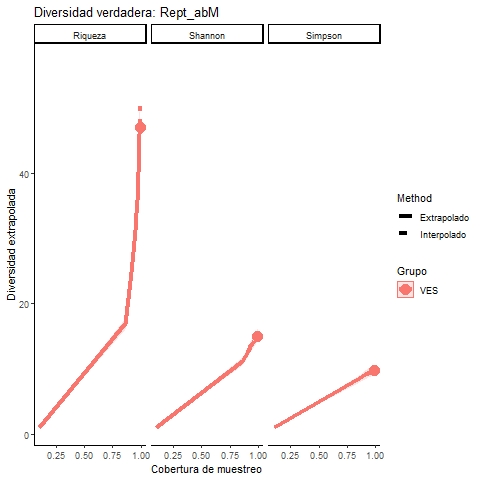 Diversidad verdadera: Rept_abM
Riqueza
Shannon
Simpson
Diversidad extrapolada
40
20
0
0.25 0.50 0.75 1.00
0.25 0.50 0.75 1.00
0.25 0.50 0.75 1.00
Cobertura de muestreo
Method
Extrapolado
Interpolado
Grupo
VES